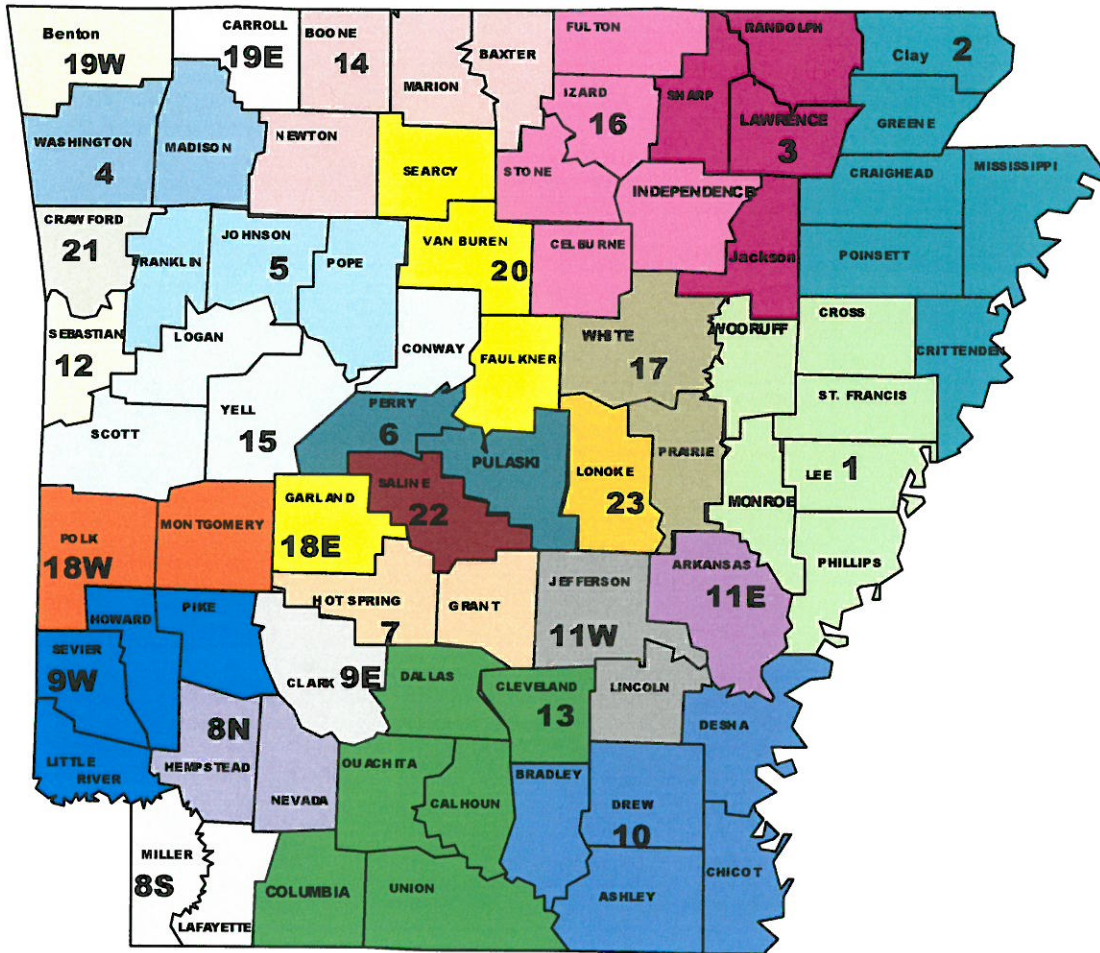 Benton
19W
CARROLL
19E
BOONE
14
MARION
BAXTER
FULTON
RANDOLPH
Clay 2
WASHINGTON
4
MADISON
NEWTON
SEARCY
IZARD
16
STONE
SHARP
LAWRENCE
3
GREENE
CRAIGHEAD
MISSISSIPPI
INDEPENDENCE
CRAWFORD
21
FRANKLIN
JOHNSON
5
POPE
VAN BUREN
20
CELBURNE
Jackson
POINSETT
SEBASTIAN
12
LOGAN
CONWAY
FAULKNER
WHITE
17
WOORUFF
CROSS
CRITTENDEN
SCOTT
YELL
15
PERRY
6
PULASKI
LONOKE
23
PRAIRIE
ST. FRANCIS
LEE 1
MONROE
PHILLIPS
POLK
18W
MONTGOMERY
GARLAND
18E
SALINE
22
HOT SPRING
7
GRANT
JEFFERSON
11W
ARKANSAS
11E
HOWARD
PIKE
SEVIER
9W
CLARK 9E
DALLAS
CLEVELAND
13
LINCOLN
DESHA
LITTLE
RIVER
8N
HEMPSTEAD
NEVADA
OUACHITA
CALHOUN
BRADLEY
DREW
10
CHICOT
MILLER
8S
LAFAYETTE
COLUMBIA
UNION
ASHLEY